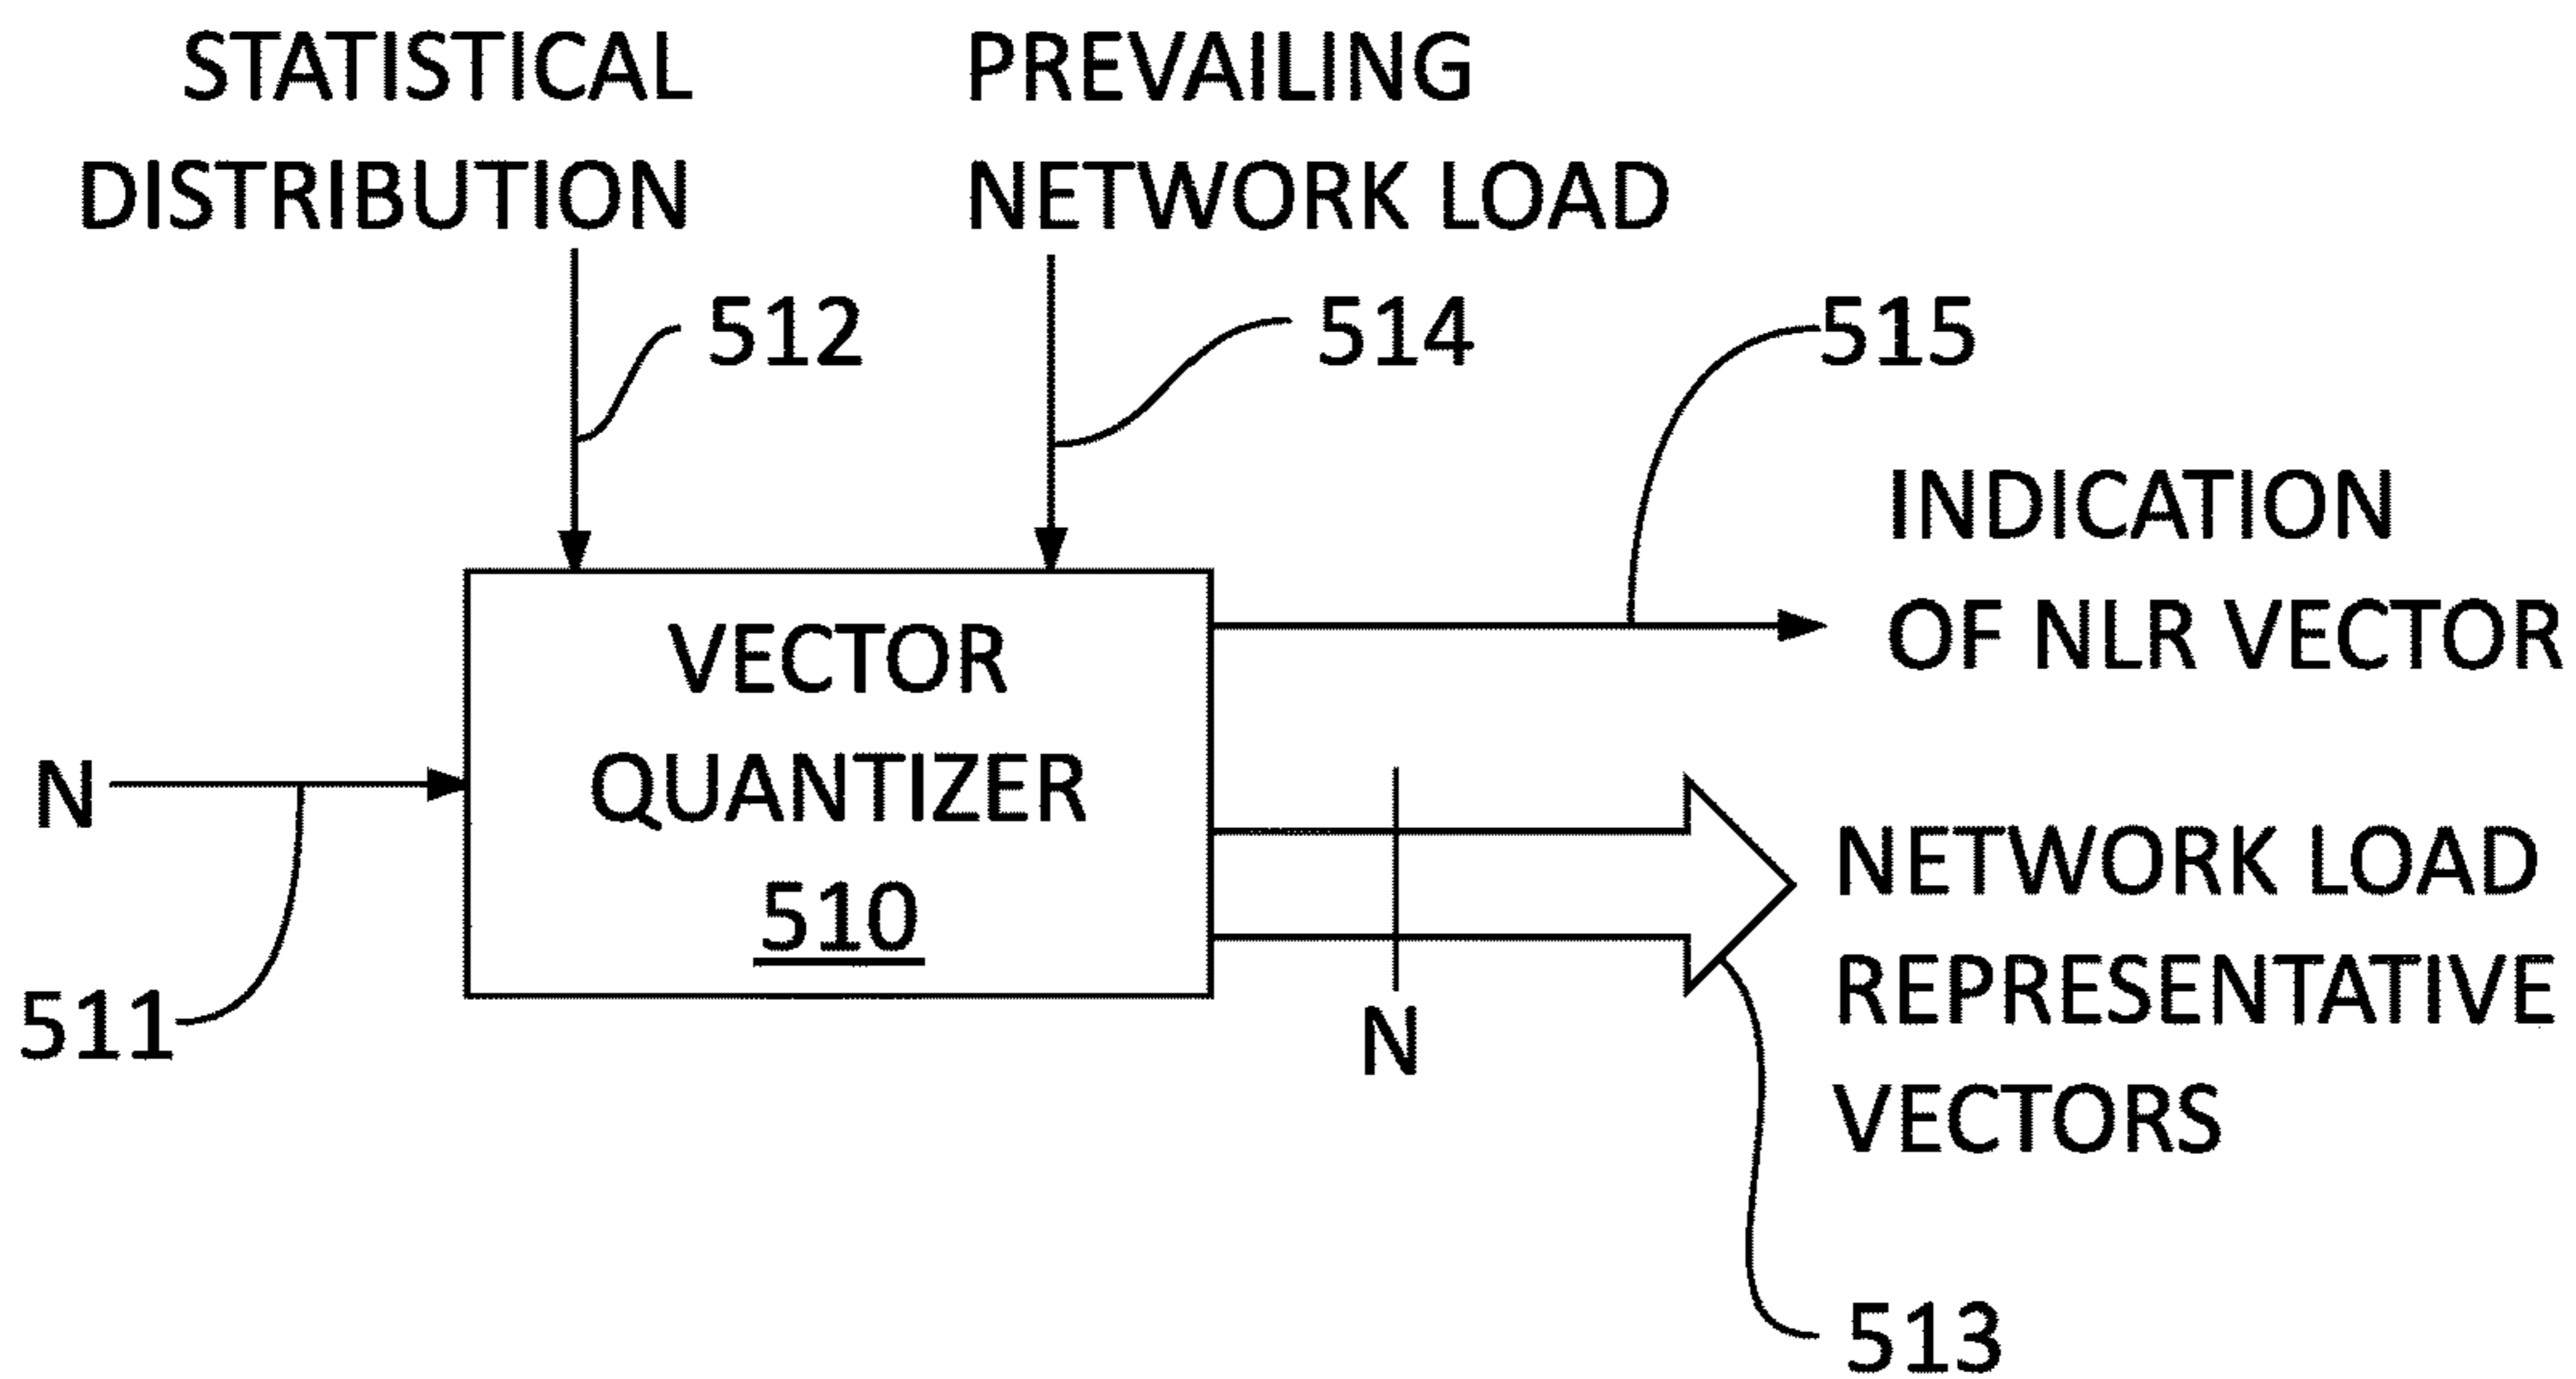 STATISTICAL
DISTRIBUTION
PREVAILING
NETWORK LOAD
512
514
515
INDICATION
OF NLR VECTOR
VECTOR
QUANTIZER
510
N
511
NETWORK LOAD
REPRESENTATIVE
VECTORS
N
513